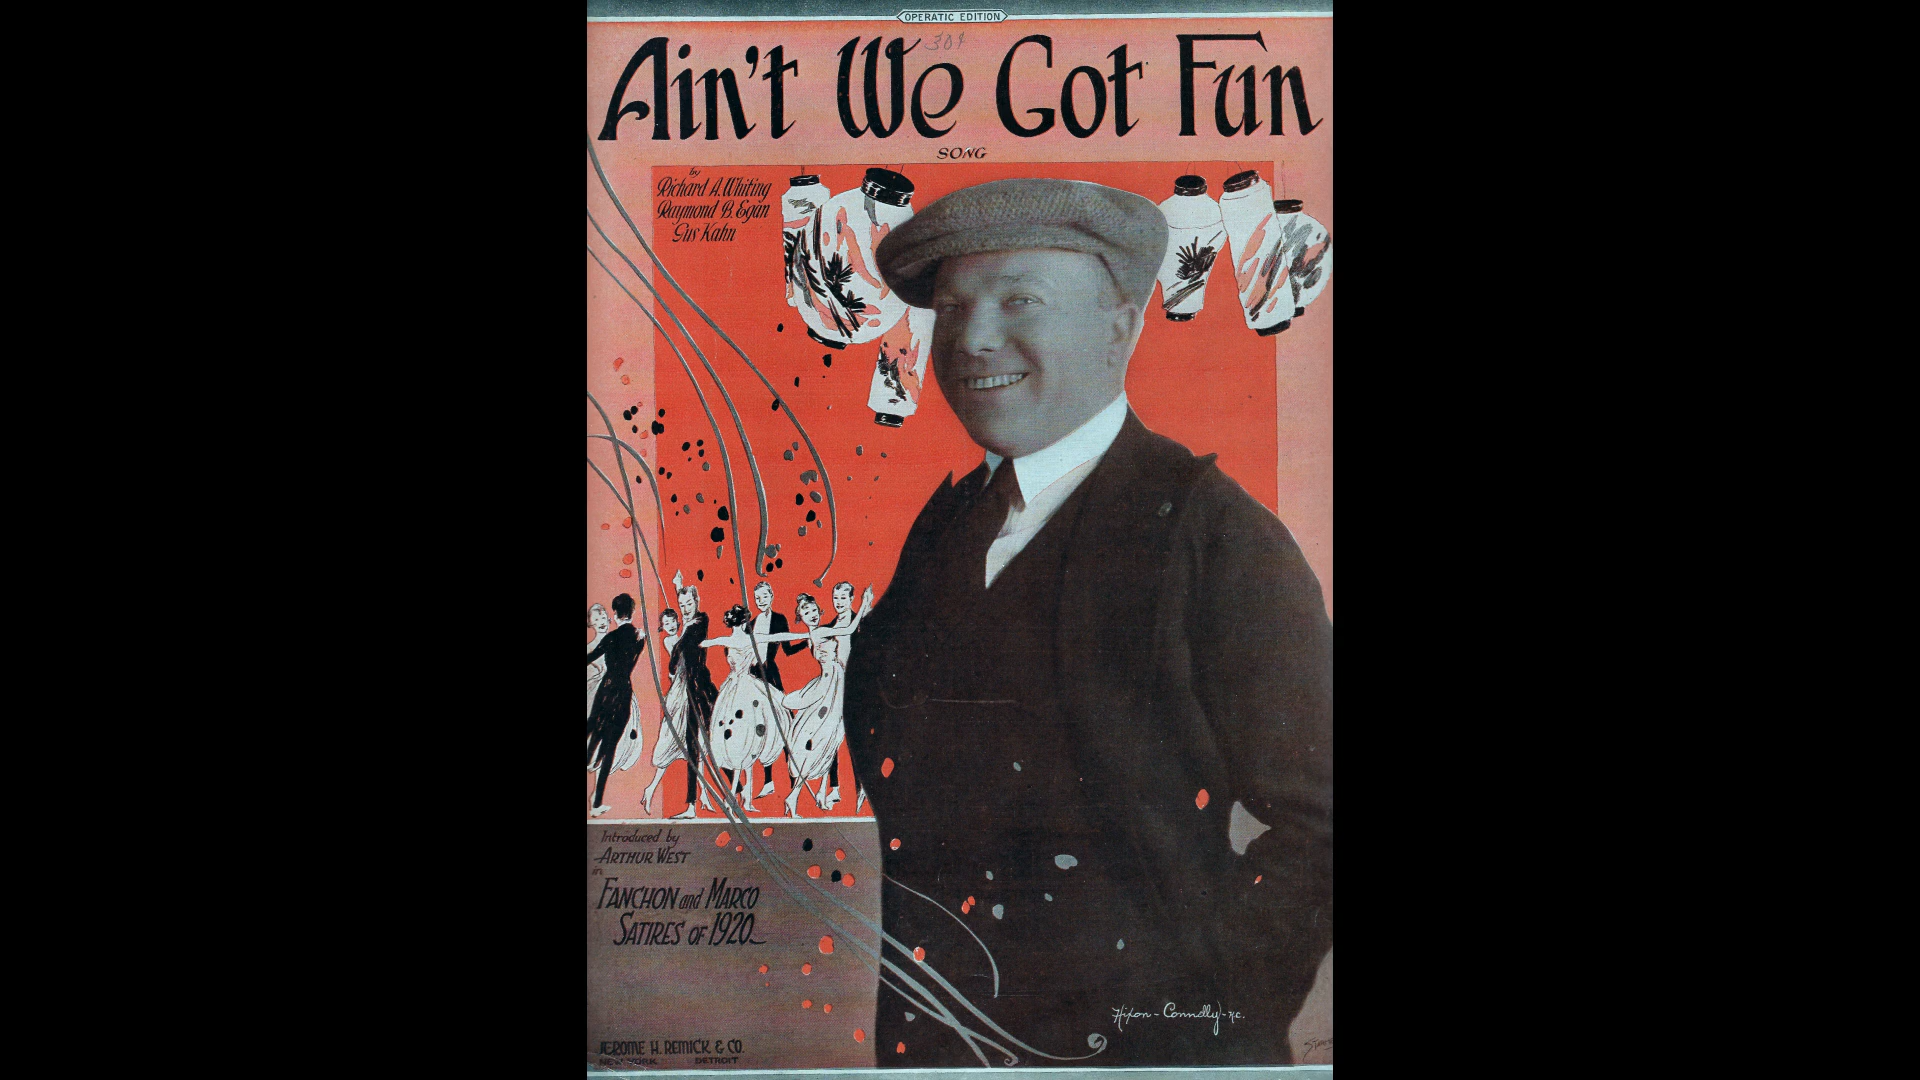 OPERATIC EDITION
30¢
Ain't We Got Fun
SONG
by
Richard A. Whiting
Raymond B. Egan
Gus Kahn
Introduced by
ARTHUR WEST
in
FANCHON and MARCO
SATIRES OF 1920
JEROME H. REMICK & CO.
NEW YORK DETROIT
Hixon-Connelly-K.C.